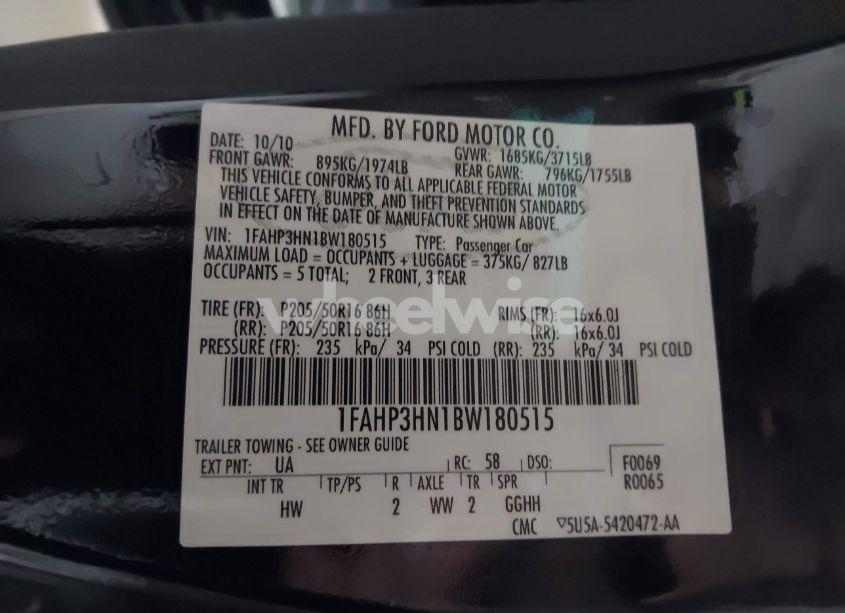 MFD. BY FORD MOTOR CO.
DATE: 10/10 GVWR: 1685KG/3715LB
FRONT GAWR: 895KG/1974LB REAR GAWR: 796KG/1755LB
THIS VEHICLE CONFORMS TO ALL APPLICABLE FEDERAL MOTOR
VEHICLE SAFETY, BUMPER, AND THEFT PREVENTION STANDARDS
IN EFFECT ON THE DATE OF MANUFACTURE SHOWN ABOVE.
VIN: 1FAHP3HN1BW180515 TYPE: Passenger Car
MAXIMUM LOAD = OCCUPANTS + LUGGAGE = 375KG/ 827LB
OCCUPANTS = 5 TOTAL; 2 FRONT, 3 REAR
TIRE (FR): P205/50R16 86H RIMS (FR): 16x6.0J
(RR): P205/50R16 86H (RR): 16x6.0J
wheelwise
PRESSURE (FR): 235 kPa/ 34 PSI COLD (RR): 235 kPa/ 34 PSI COLD
1FAHP3HN1BW180515
TRAILER TOWING - SEE OWNER GUIDE
EXT PNT: UA RC: 58 DSO: F0069
R0065
INT TR TP/PS R AXLE TR SPR
HW 2 WW 2 GGHH
CMC ▽5U5A-5420472-AA